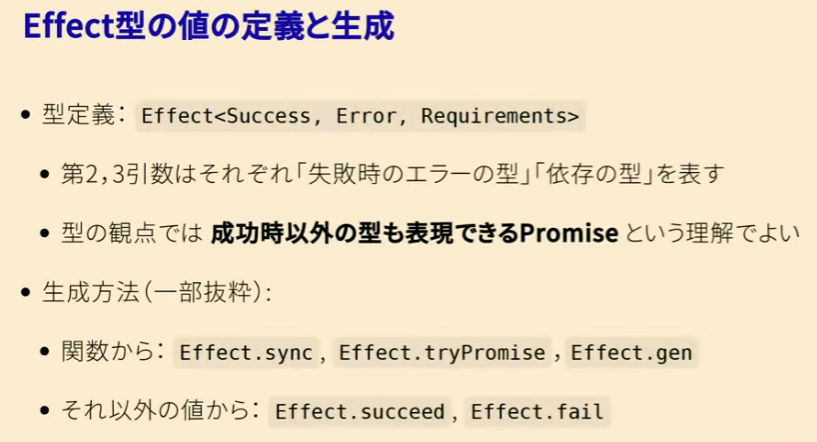 Effect型の値の定義と生成
型定義: Effect<Success, Error, Requirements>
第2,3引数はそれぞれ「失敗時のエラーの型」「依存の型」を表す
型の観点では 成功時以外の型も表現できるPromise という理解でよい
生成方法(一部抜粋):
関数から: Effect.sync, Effect.tryPromise, Effect.gen
それ以外の値から: Effect.succeed, Effect.fail